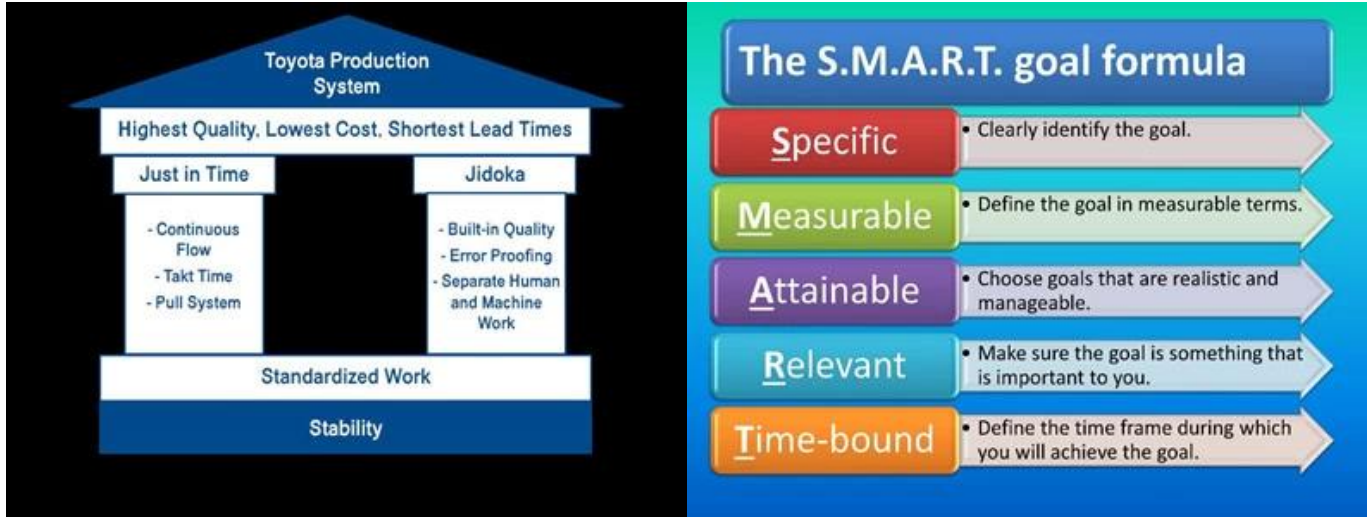 Toyota Production
System
Highest Quality, Lowest Cost, Shortest Lead Times
Just in Time
- Continuous
Flow
- Takt Time
- Pull System
Jidoka
- Built-in Quality
- Error Proofing
- Separate Human
and Machine
Work
Standardized Work
Stability
The S.M.A.R.T. goal formula
Specific
• Clearly identify the goal.
Measurable
• Define the goal in measurable terms.
Attainable
• Choose goals that are realistic and
manageable.
Relevant
• Make sure the goal is something that
is important to you.
Time-bound
• Define the time frame during which
you will achieve the goal.